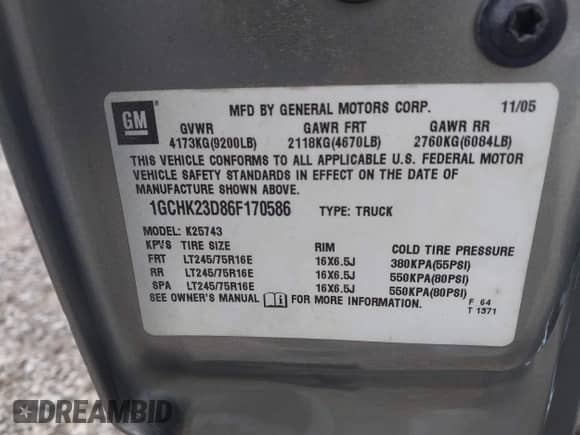 GM
MFD BY GENERAL MOTORS CORP. 11/05
GVWR GAWR FRT GAWR RR
4173KG(9200LB) 2118KG(4670LB) 2760KG(6084LB)
THIS VEHICLE CONFORMS TO ALL APPLICABLE U.S. FEDERAL MOTOR
VEHICLE SAFETY STANDARDS IN EFFECT ON THE DATE OF
MANUFACTURE SHOWN ABOVE.
1GCHK23D86F170586 TYPE: TRUCK
MODEL: K25743
KPVS TIRE SIZE RIM COLD TIRE PRESSURE
FRT LT245/75R16E 16X6.5J 380KPA(55PSI)
RR LT245/75R16E 16X6.5J 550KPA(80PSI)
SPA LT245/75R16E 16X6.5J 550KPA(80PSI)
SEE OWNER'S MANUAL FOR MORE INFORMATION.
F 64
T 1371
DREAMBID